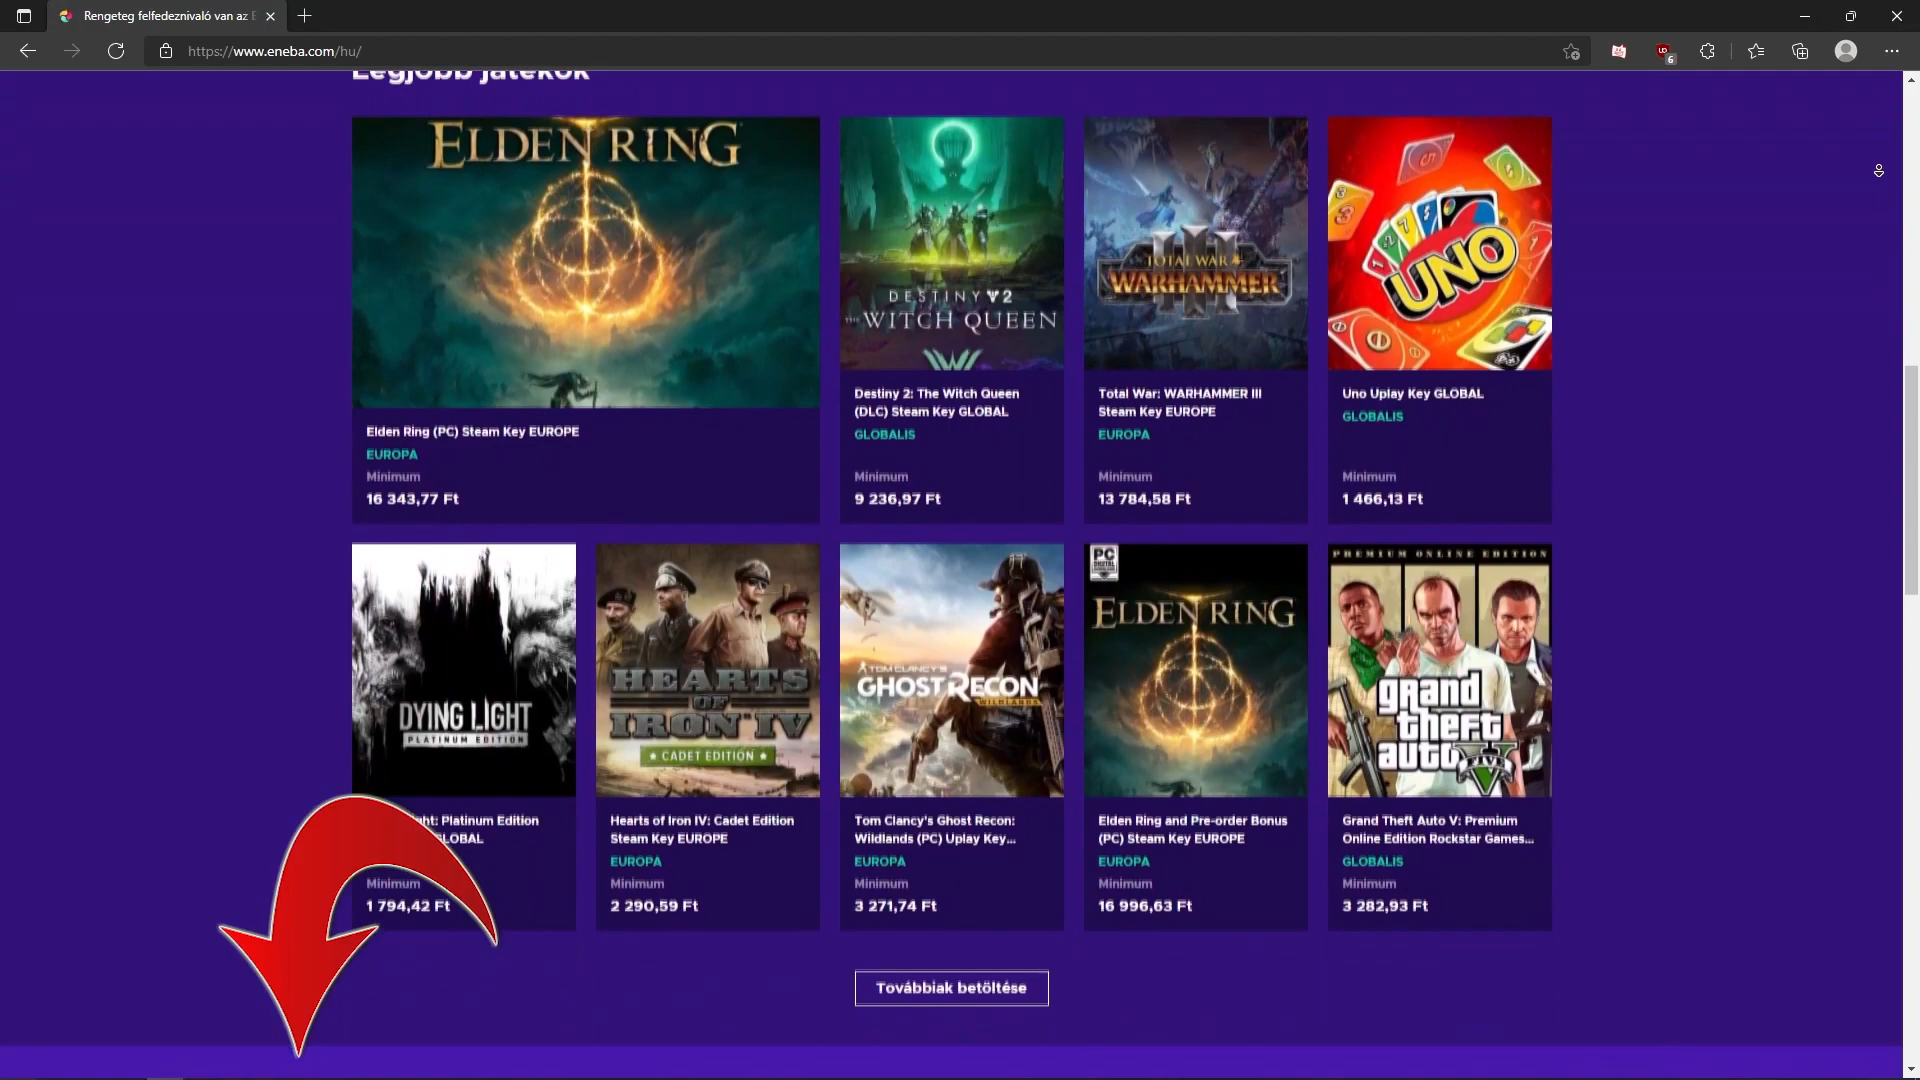 Rengeteg felfedeznivaló van az E
https://www.eneba.com/hu/
6
Legjobb játékok
ELDEN RING
Elden Ring (PC) Steam Key EUROPE
EUROPA
Minimum
16 343,77 Ft
DESTINY 2
THE WITCH QUEEN
Destiny 2: The Witch Queen
(DLC) Steam Key GLOBAL
GLOBALIS
Minimum
9 236,97 Ft
TOTAL WAR
WARHAMMER
III
Total War: WARHAMMER III
Steam Key EUROPE
EUROPA
Minimum
13 784,58 Ft
UNO
Uno Uplay Key GLOBAL
GLOBALIS
Minimum
1 466,13 Ft
DYING LIGHT
PLATINUM EDITION
ht: Platinum Edition
LOBAL
Minimum
1 794,42 Ft
HEARTS
OF
IRON IV
★ CADET EDITION ★
Hearts of Iron IV: Cadet Edition
Steam Key EUROPE
EUROPA
Minimum
2 290,59 Ft
TOM CLANCY'S
GHOST RECON
WILDLANDS
Tom Clancy's Ghost Recon:
Wildlands (PC) Uplay Key...
EUROPA
Minimum
3 271,74 Ft
PC
ELDEN RING
Elden Ring and Pre-order Bonus
(PC) Steam Key EUROPE
EUROPA
Minimum
16 996,63 Ft
PREMIUM ONLINE EDITION
grand
theft
auto V
Grand Theft Auto V: Premium
Online Edition Rockstar Games...
GLOBALIS
Minimum
3 282,93 Ft
Továbbiak betöltése